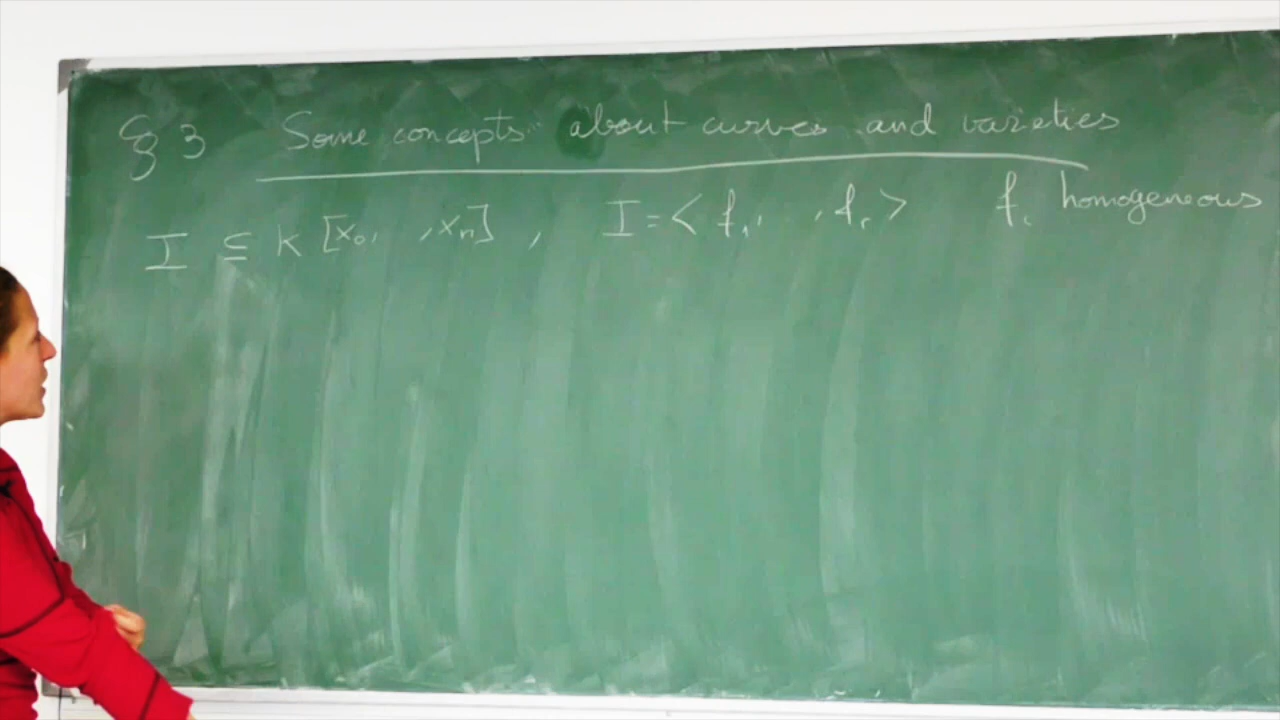 § 3 Some concepts about curves and varieties
I ⊆ k [x₀, ,xₙ] , I = < f₁, , fᵣ > fᵢ homogeneous